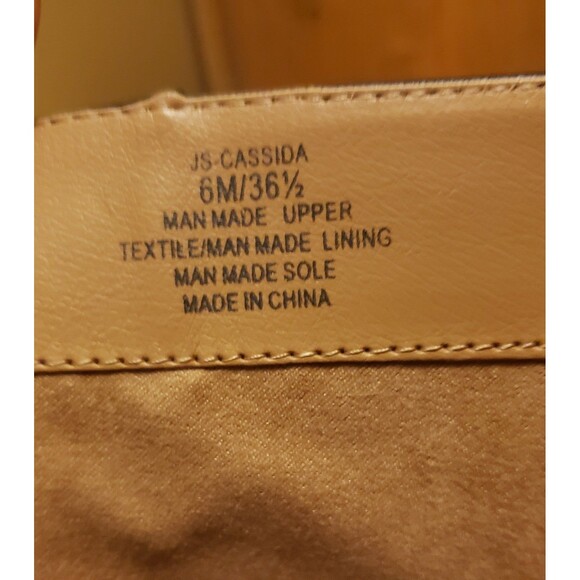 JS-CASSIDA
6M/36½
MAN MADE UPPER
TEXTILE/MAN MADE LINING
MAN MADE SOLE
MADE IN CHINA